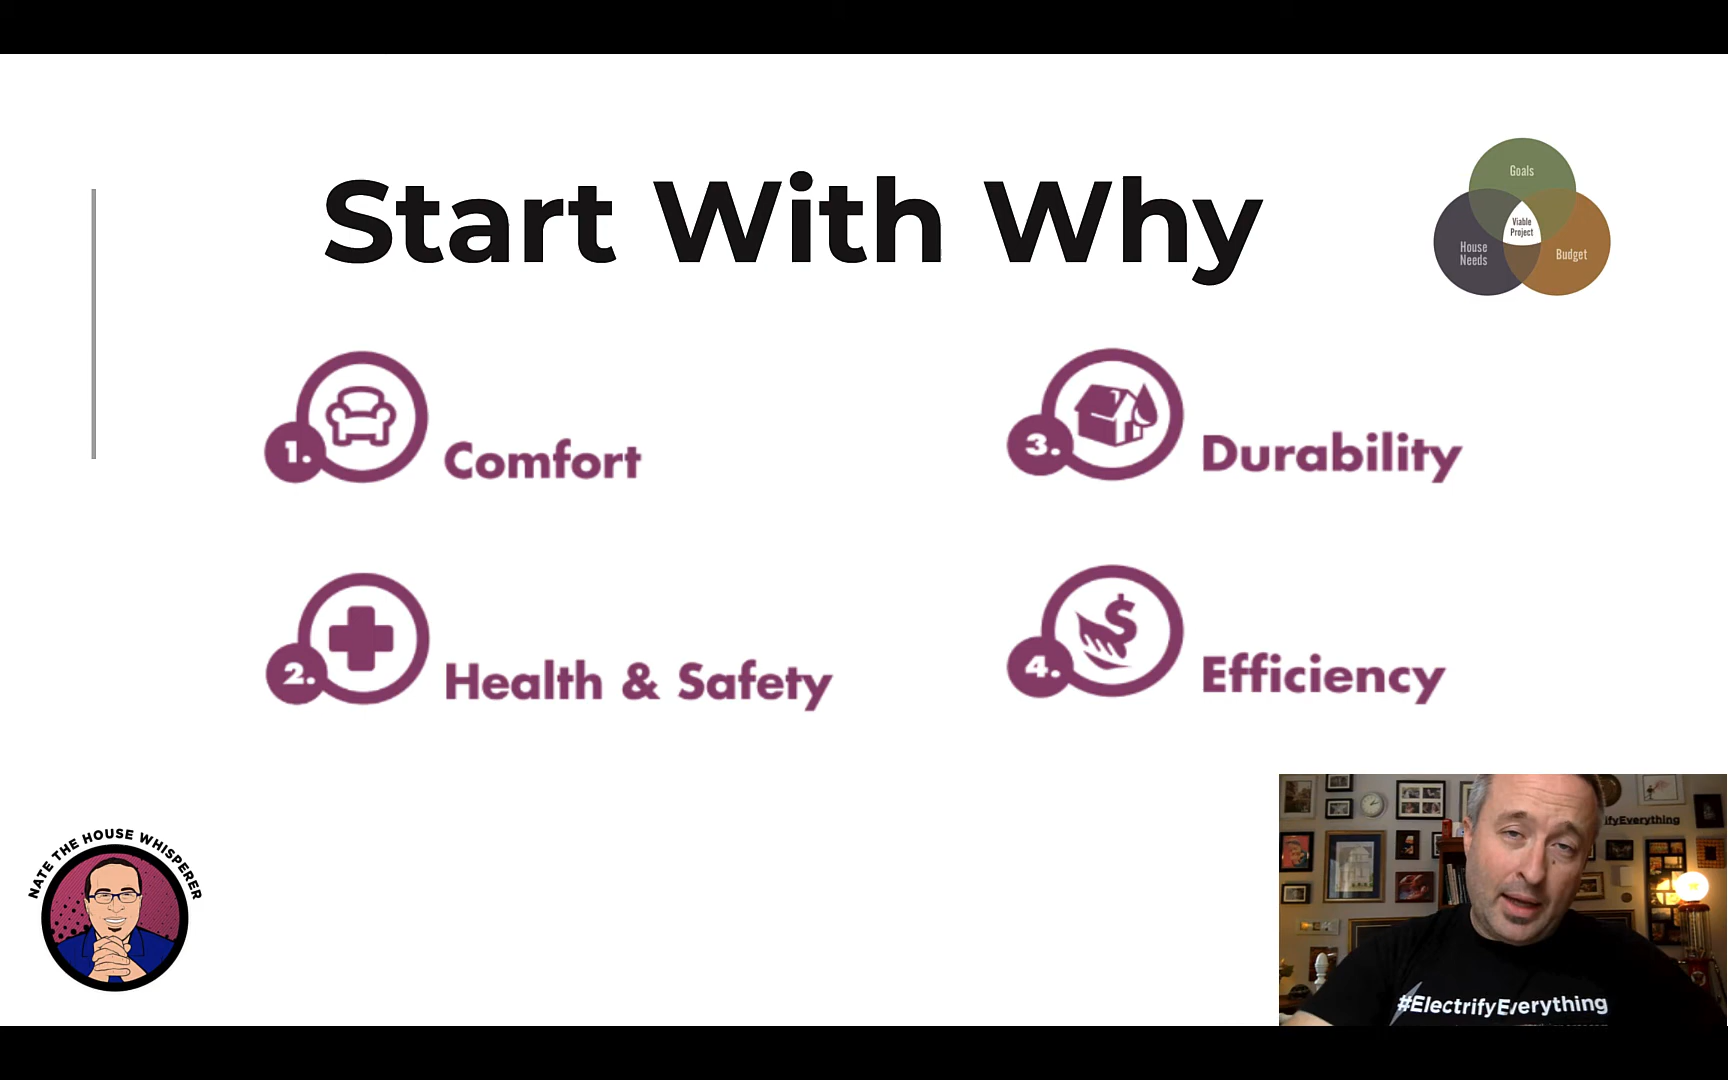 Start With Why
Goals
Viable
Project
House
Needs
Budget
1. Comfort
2. Health & Safety
3. Durability
4. Efficiency
NATE THE HOUSE WHISPERER
ifyEverything
#ElectrifyEverything